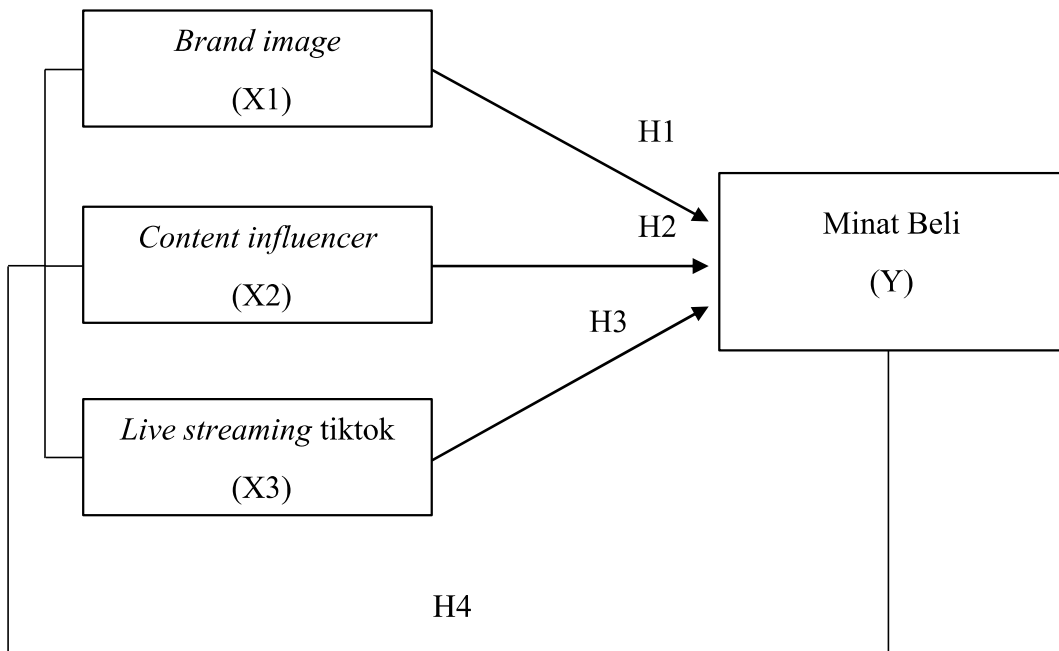 Brand image
(X1)
H1
Content influencer
(X2)
H2
Minat Beli
(Y)
H3
Live streaming tiktok
(X3)
H4